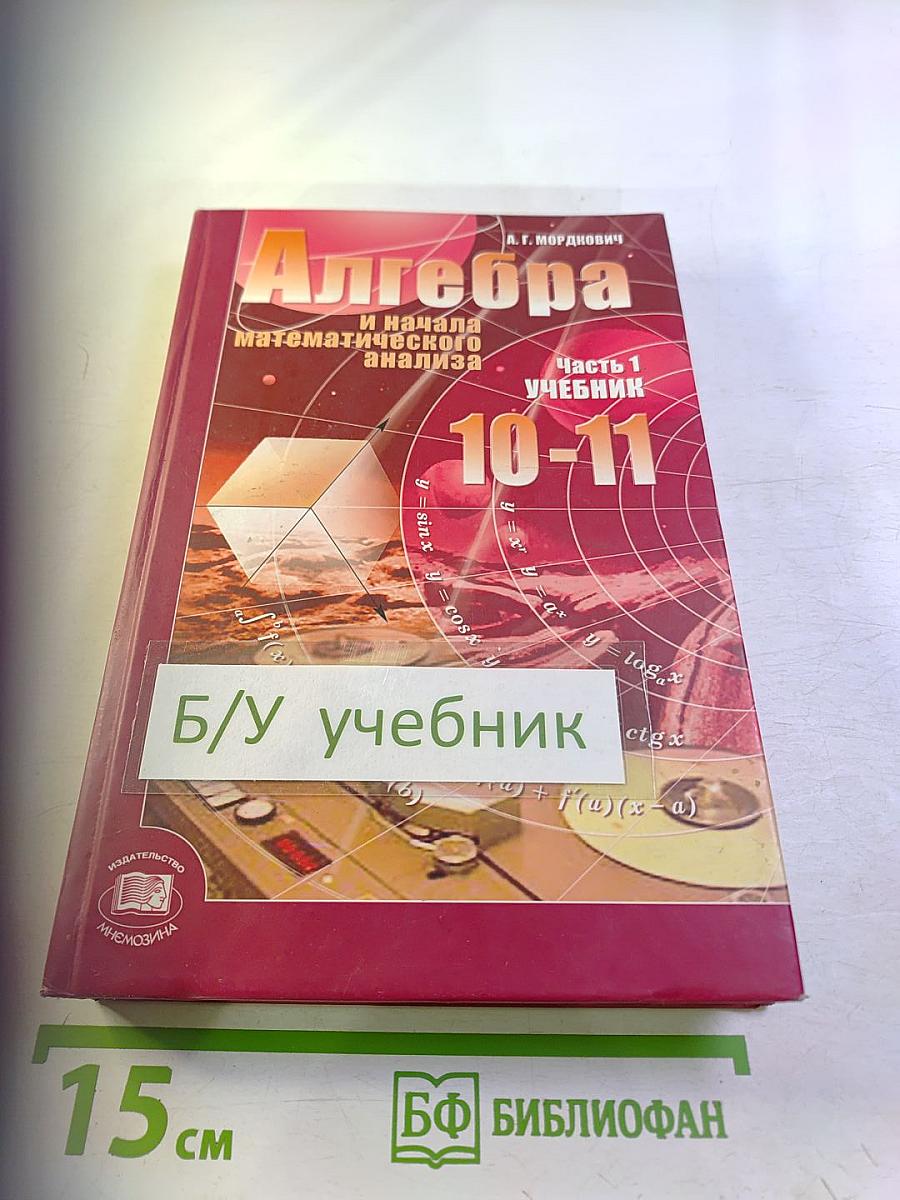 А. Г. МОРДКОВИЧ
Алгебра
и начала
математического
анализа
Часть 1
УЧЕБНИК
10-11
y = sin x y = cos x y
y = xʳ y = aˣ y = logₐx
ₐ∫ᵇ f(x)
Б/У учебник
ctg x
(b)
(a) + f′(a)(x − a)
ИЗДАТЕЛЬСТВО
МНЕМОЗИНА
15 см
БФ БИБЛИОФАН